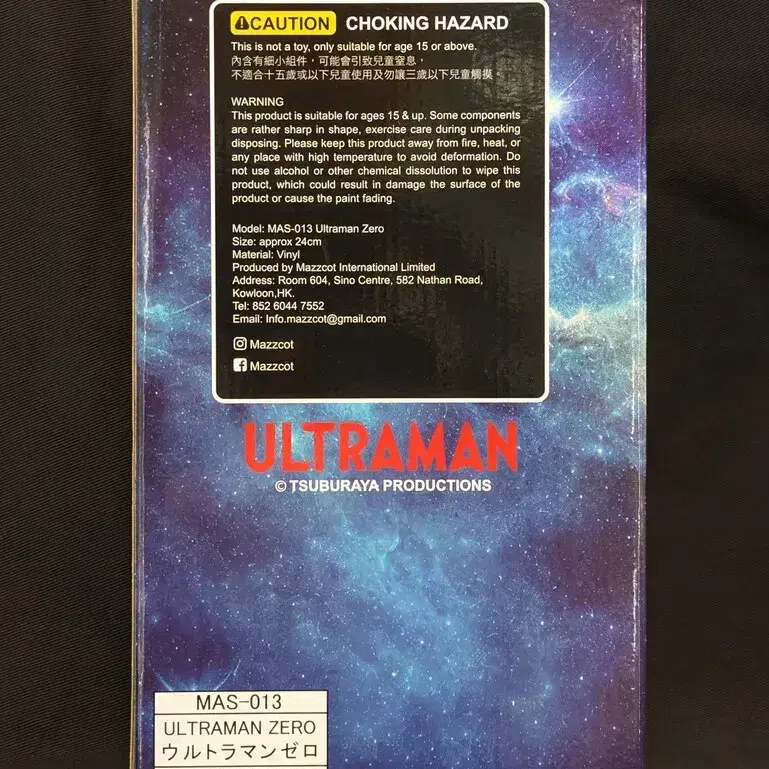 CAUTION CHOKING HAZARD
This is not a toy, only suitable for age 15 or above.
內含有細小組件，可能會引致兒童窒息，
不適合十五歲或以下兒童使用及勿讓三歲以下兒童觸摸。
WARNING
This product is suitable for ages 15 & up. Some components
are rather sharp in shape, exercise care during unpacking
disposing. Please keep this product away from fire, heat, or
any place with high temperature to avoid deformation. Do
not use alcohol or other chemical dissolution to wipe this
product, which could result in damage the surface of the
product or cause the paint fading.
Model: MAS-013 Ultraman Zero
Size: approx 24cm
Material: Vinyl
Produced by Mazzcot International Limited
Address: Room 604, Sino Centre, 582 Nathan Road,
Kowloon,HK.
Tel: 852 6044 7552
Email: Info.mazzcot@gmail.com
Mazzcot
Mazzcot
ULTRAMAN
© TSUBURAYA PRODUCTIONS
MAS-013
ULTRAMAN ZERO
ウルトラマンゼロ